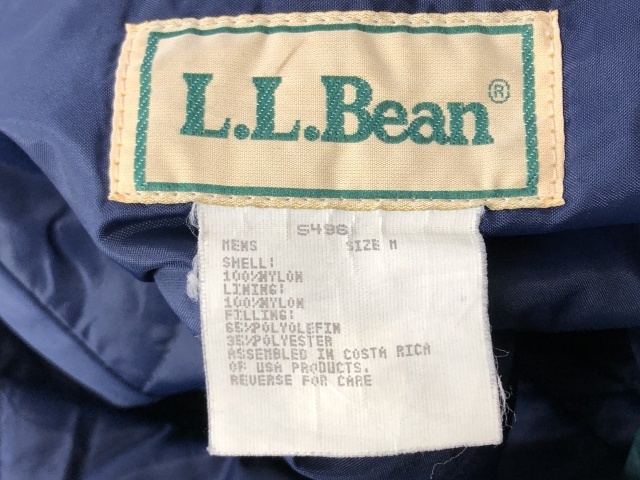 L.L.Bean®
S496
MENS SIZE M
SHELL:
100%NYLON
LINING:
100%NYLON
FILLING:
65%POLYOLEFIN
35%POLYESTER
ASSEMBLED IN COSTA RICA
OF USA PRODUCTS.
REVERSE FOR CARE